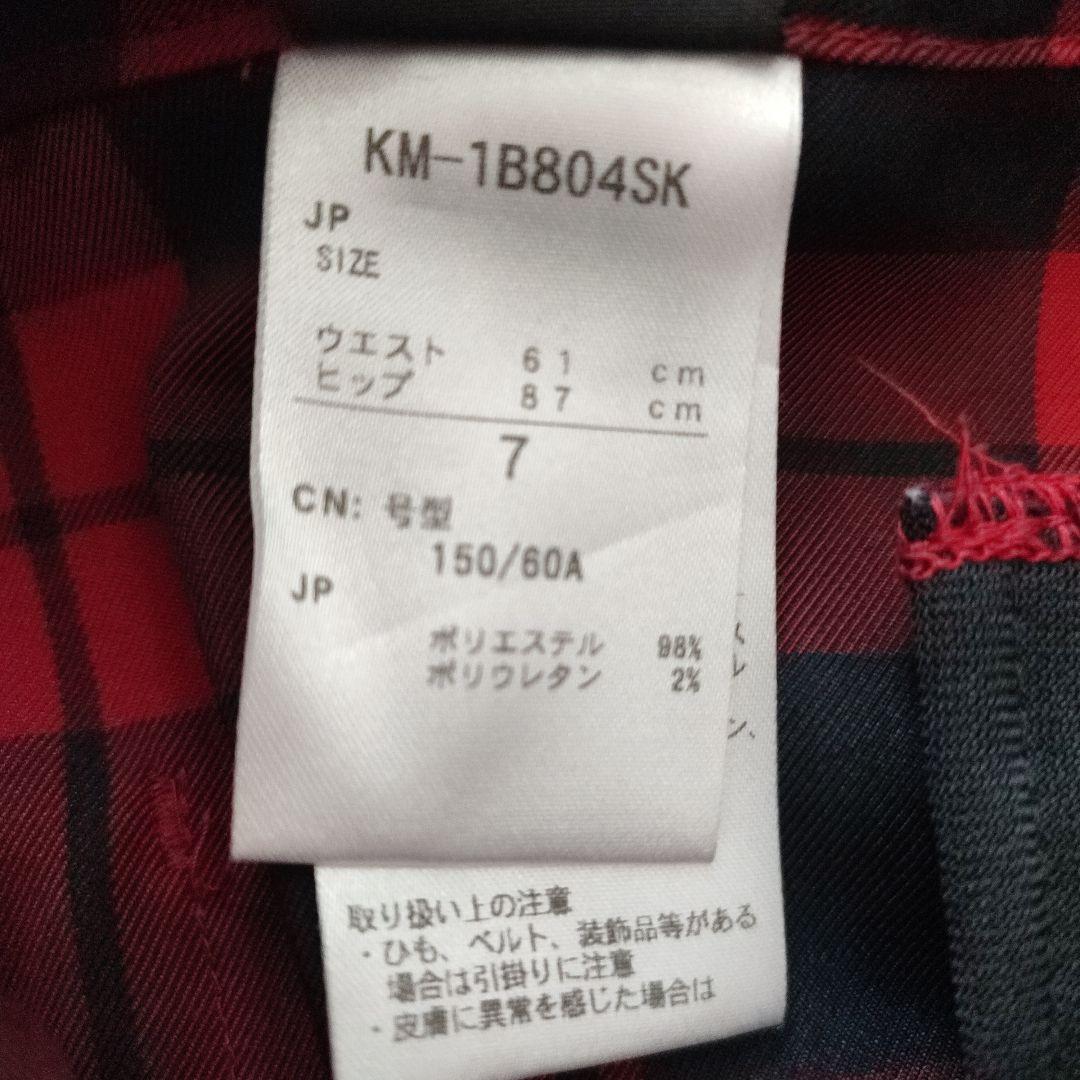 KM-1B804SK
JP
SIZE
ウエスト 61 cm
ヒップ 87 cm
7
CN: 号型
150/60A
JP
ポリエステル 98%
ポリウレタン 2%
レ
ン、
取り扱い上の注意
・ひも、ベルト、装飾品等がある
場合は引掛りに注意
・皮膚に異常を感じた場合は